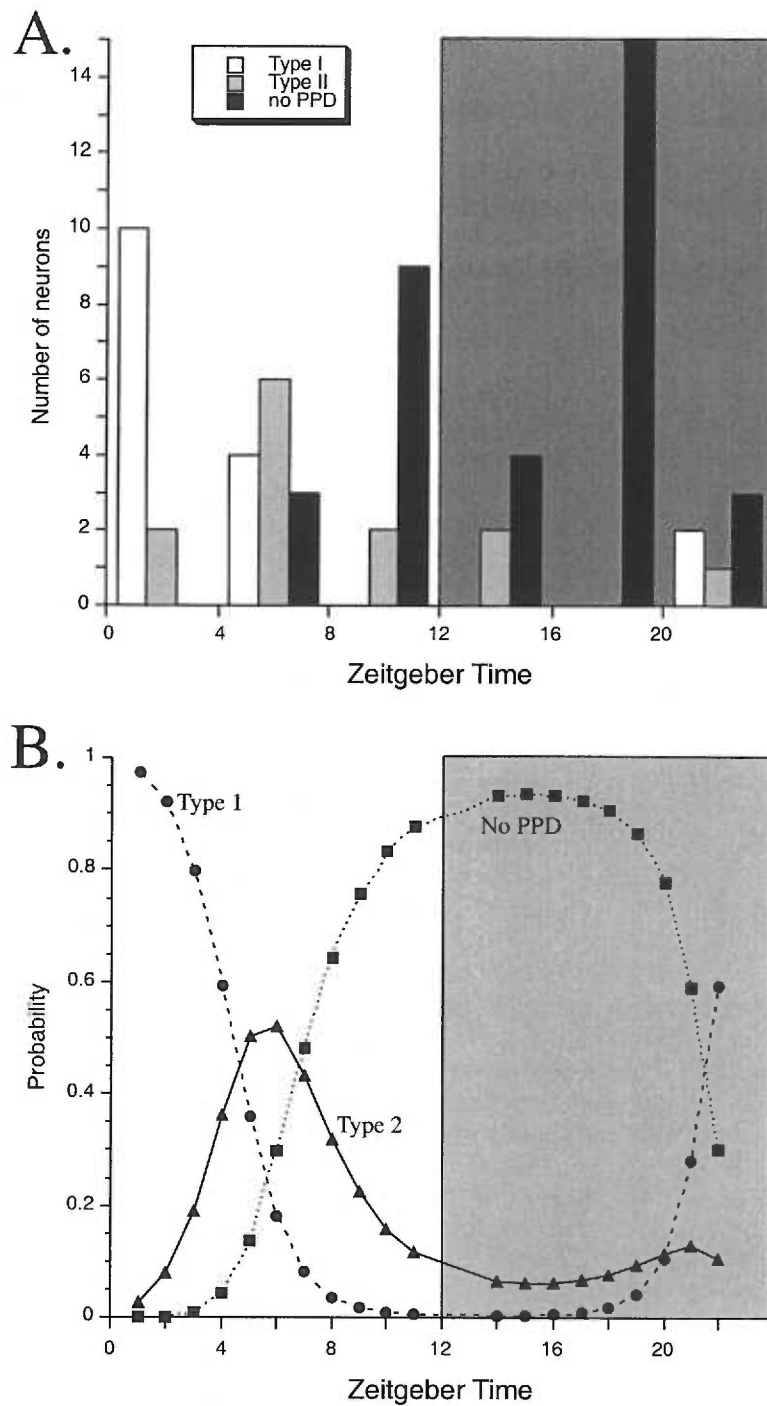 A.
Type I
Type II
no PPD
14
12
10
8
6
4
2
0
Number of neurons
0 4 8 12 16 20
Zeitgeber Time
B.
1
0.8
0.6
0.4
0.2
0
Probability
Type 1
No PPD
Type 2
0 4 8 12 16 20
Zeitgeber Time